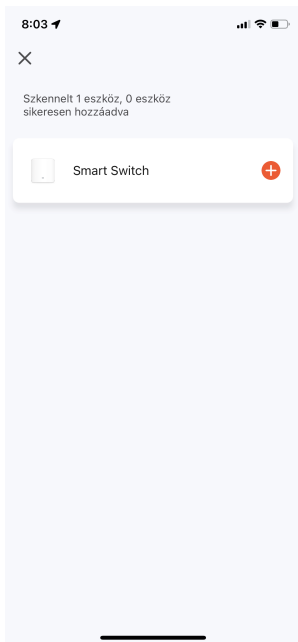 8:03
Szkennelt 1 eszköz, 0 eszköz
sikeresen hozzáadva
Smart Switch